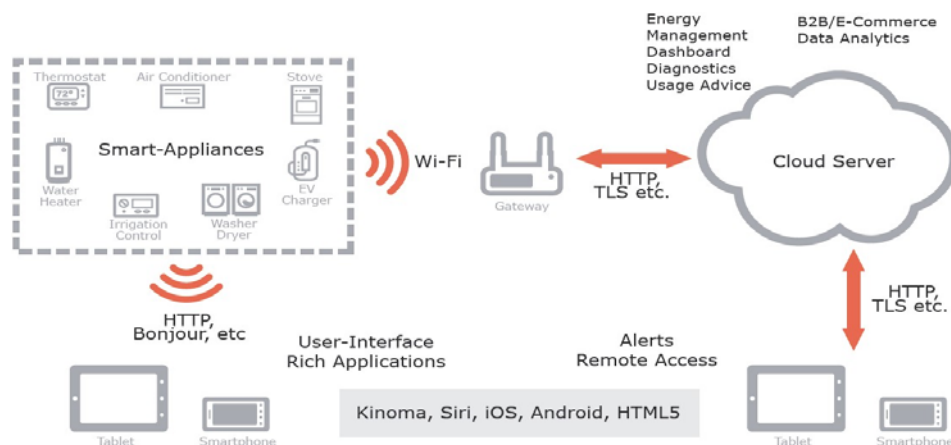 Energy
Management
Dashboard
Diagnostics
Usage Advice
B2B/E-Commerce
Data Analytics
Thermostat
Air Conditioner
Stove
72°
Smart-Appliances
Wi-Fi
Cloud Server
HTTP,
TLS etc.
Water
Heater
EV
Charger
Gateway
Irrigation
Control
Washer
Dryer
HTTP,
TLS etc.
HTTP,
Bonjour, etc
User-Interface
Rich Applications
Alerts
Remote Access
Kinoma, Siri, iOS, Android, HTML5
Tablet
Smartphone
Tablet
Smartphone